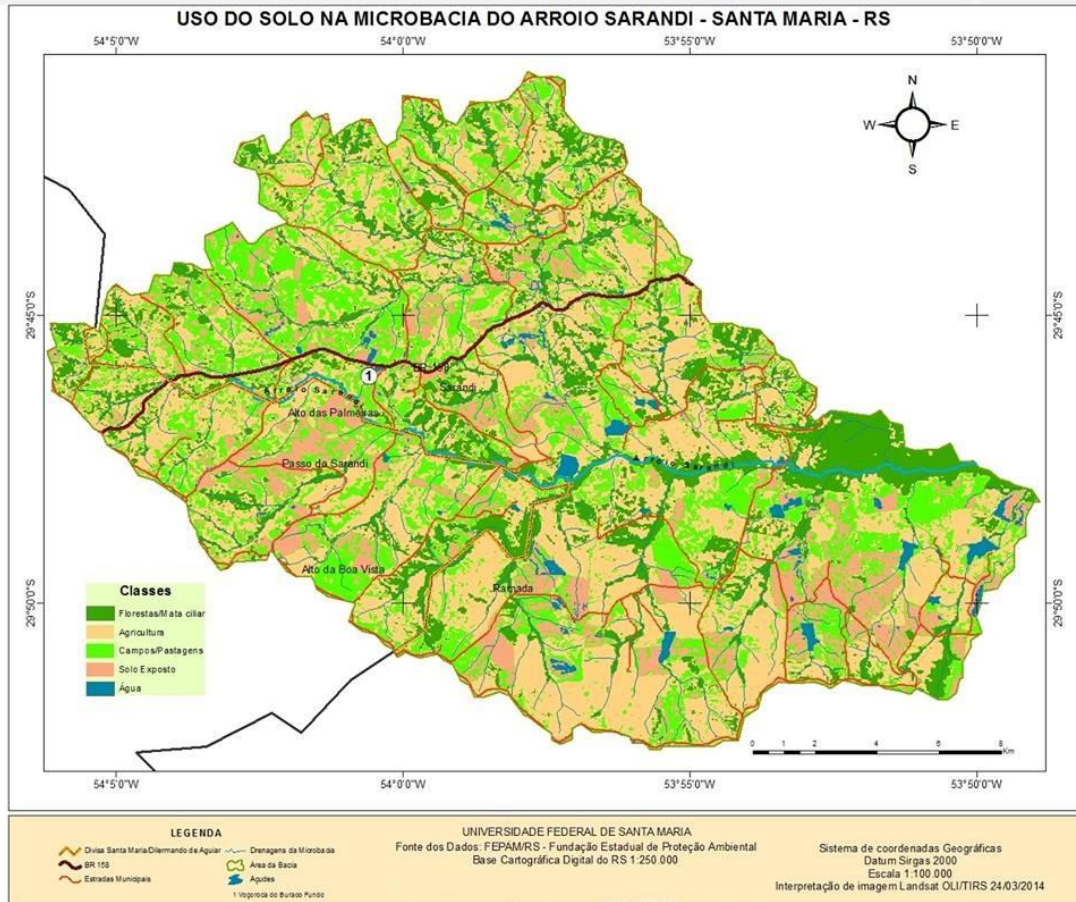 USO DO SOLO NA MICROBACIA DO ARROIO SARANDI - SANTA MARIA - RS
54°5'0"W
54°0'0"W
53°55'0"W
53°50'0"W
N
W
E
S
29°45'0"S
29°45'0"S
1
BR 158
Sarandi
Arroio Sarandi
Alto das Palmeiras
Passo do Sarandi
Arroio Sarandi
Alto da Boa Vista
Ramada
29°50'0"S
29°50'0"S
Classes
Florestas/Mata ciliar
Agricultura
Campos/Pastagens
Solo Exposto
Água
0 1 2 4 6 8
Km
54°5'0"W
54°0'0"W
53°55'0"W
53°50'0"W
LEGENDA
Divisa Santa Maria/Dilermando de Aguiar
Drenagens da Microbacia
BR 158
Área da Bacia
Estradas Municipais
Açudes
1 Voçoroca do Buraco Fundo
UNIVERSIDADE FEDERAL DE SANTA MARIA
Fonte dos Dados: FEPAM/RS - Fundação Estadual de Proteção Ambiental
Base Cartográfica Digital do RS 1:250.000
Sistema de coordenadas Geográficas
Datum Sirgas 2000
Escala 1:100.000
Interpretação de imagem Landsat OLI/TIRS 24/03/2014